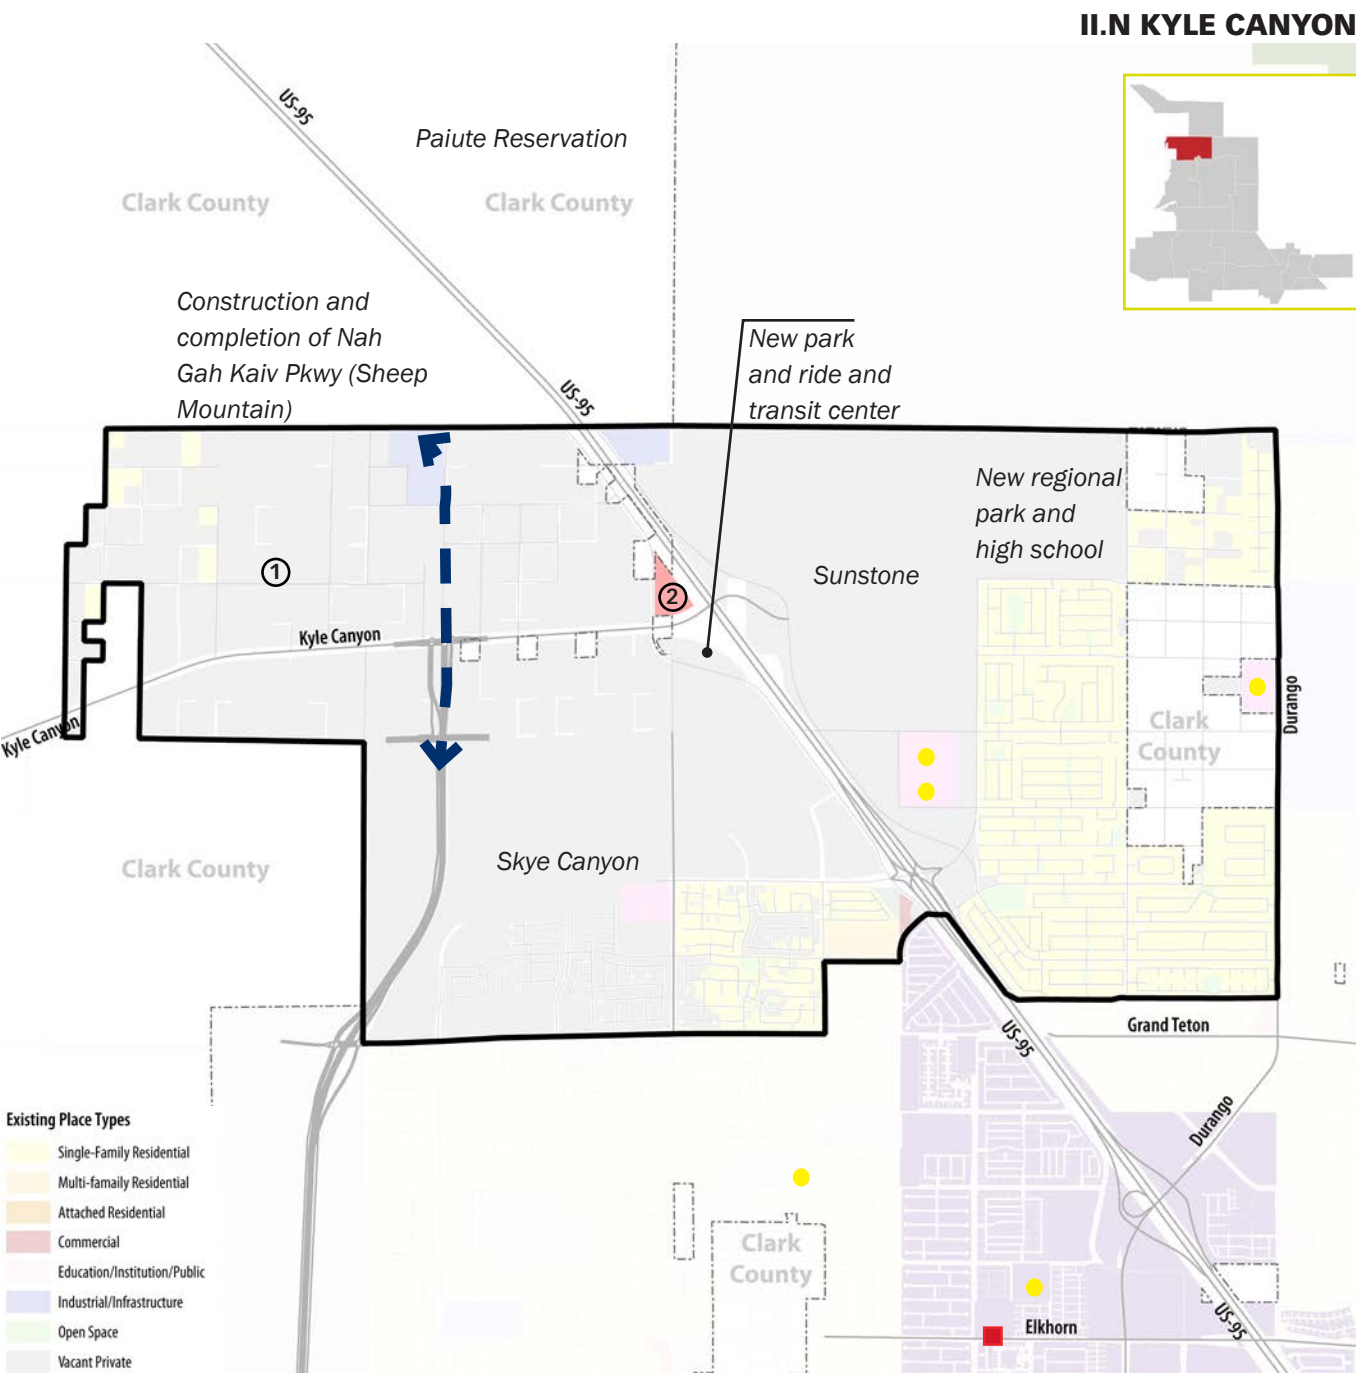 II.N KYLE CANYON
US-95
Paiute Reservation
Clark County
Clark County
Construction and
completion of Nah
Gah Kaiv Pkwy (Sheep
Mountain)
US-95
New park
and ride and
transit center
New regional
park and
high school
Sunstone
1
2
Kyle Canyon
Kyle Canyon
Durango
Clark
County
Clark County
Skye Canyon
US-95
Grand Teton
Durango
Existing Place Types
Single-Family Residential
Multi-famaily Residential
Attached Residential
Commercial
Education/Institution/Public
Industrial/Infrastructure
Open Space
Vacant Private
Clark
County
US-95
Elkhorn